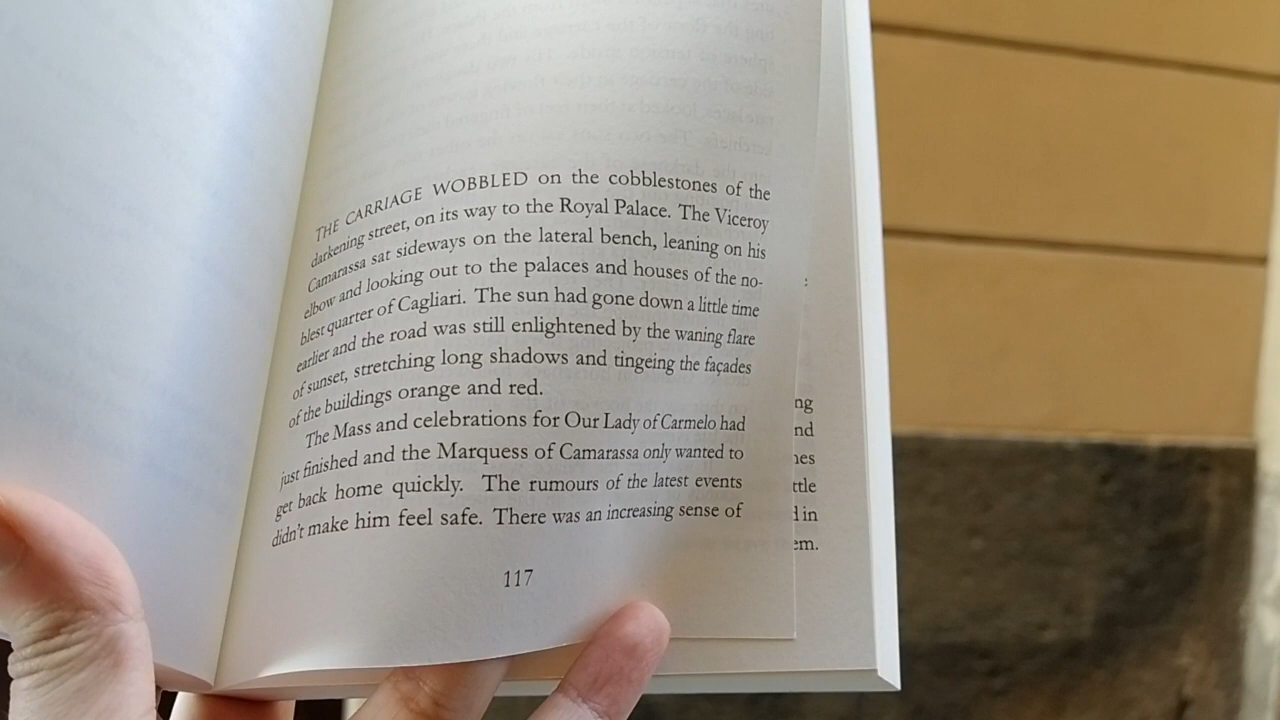 THE CARRIAGE WOBBLED on the cobblestones of the
darkening street, on its way to the Royal Palace. The Viceroy
Camarassa sat sideways on the lateral bench, leaning on his
elbow and looking out to the palaces and houses of the no-
blest quarter of Cagliari. The sun had gone down a little time
earlier and the road was still enlightened by the waning flare
of sunset, stretching long shadows and tingeing the façades
of the buildings orange and red.
The Mass and celebrations for Our Lady of Carmelo had
just finished and the Marquess of Camarassa only wanted to
get back home quickly. The rumours of the latest events
didn't make him feel safe. There was an increasing sense of
117